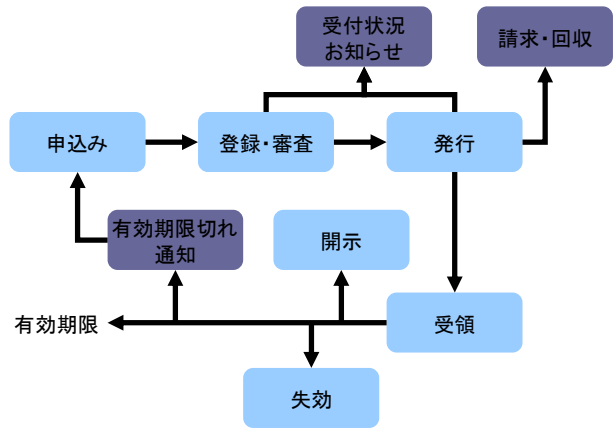 受付状況
お知らせ
請求・回収
申込み
登録・審査
発行
有効期限切れ
通知
開示
有効期限
受領
失効